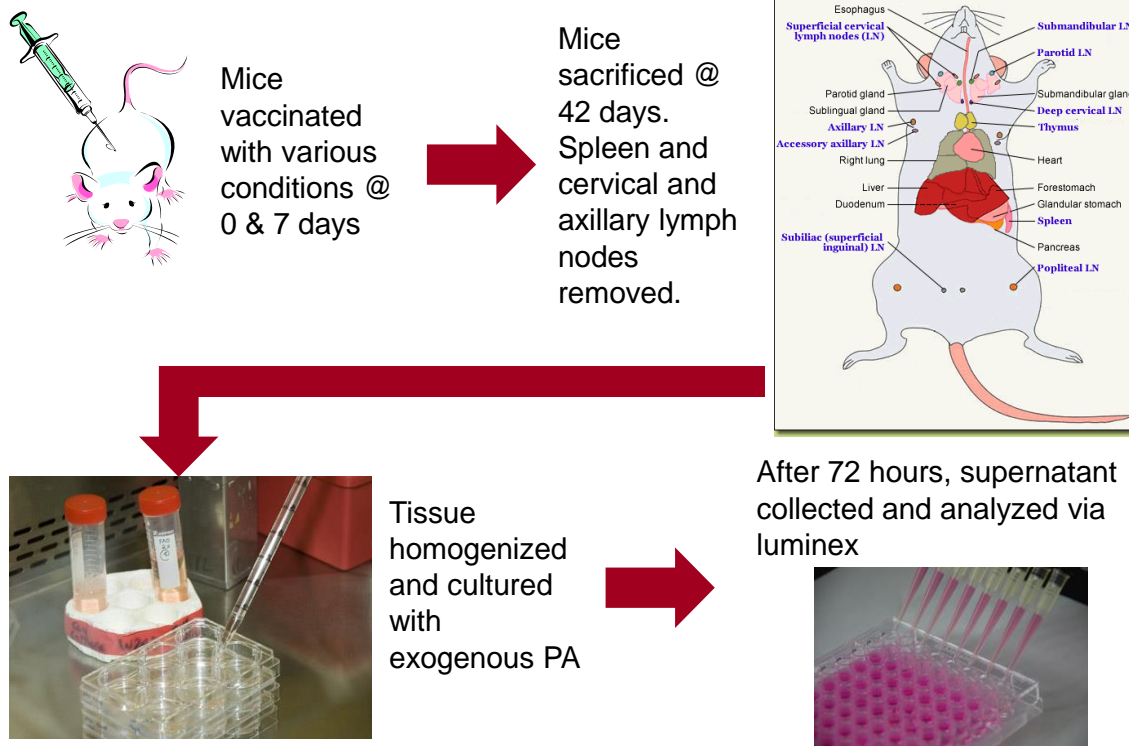 Mice
vaccinated
with various
conditions @
0 & 7 days
Mice
sacrificed @
42 days.
Spleen and
cervical and
axillary lymph
nodes
removed.
Esophagus
Superficial cervical
lymph nodes (LN)
Parotid gland
Sublingual gland
Axillary LN
Accessory axillary LN
Right lung
Liver
Duodenum
Subiliac (superficial
inguinal) LN
Submandibular LN
Parotid LN
Submandibular gland
Deep cervical LN
Thymus
Heart
Forestomach
Glandular stomach
Spleen
Pancreas
Popliteal LN
Tissue
homogenized
and cultured
with
exogenous PA
After 72 hours, supernatant
collected and analyzed via
luminex